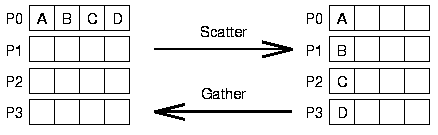 P0 A B C D
P1
P2
P3
Scatter
Gather
P0 A
P1 B
P2 C
P3 D